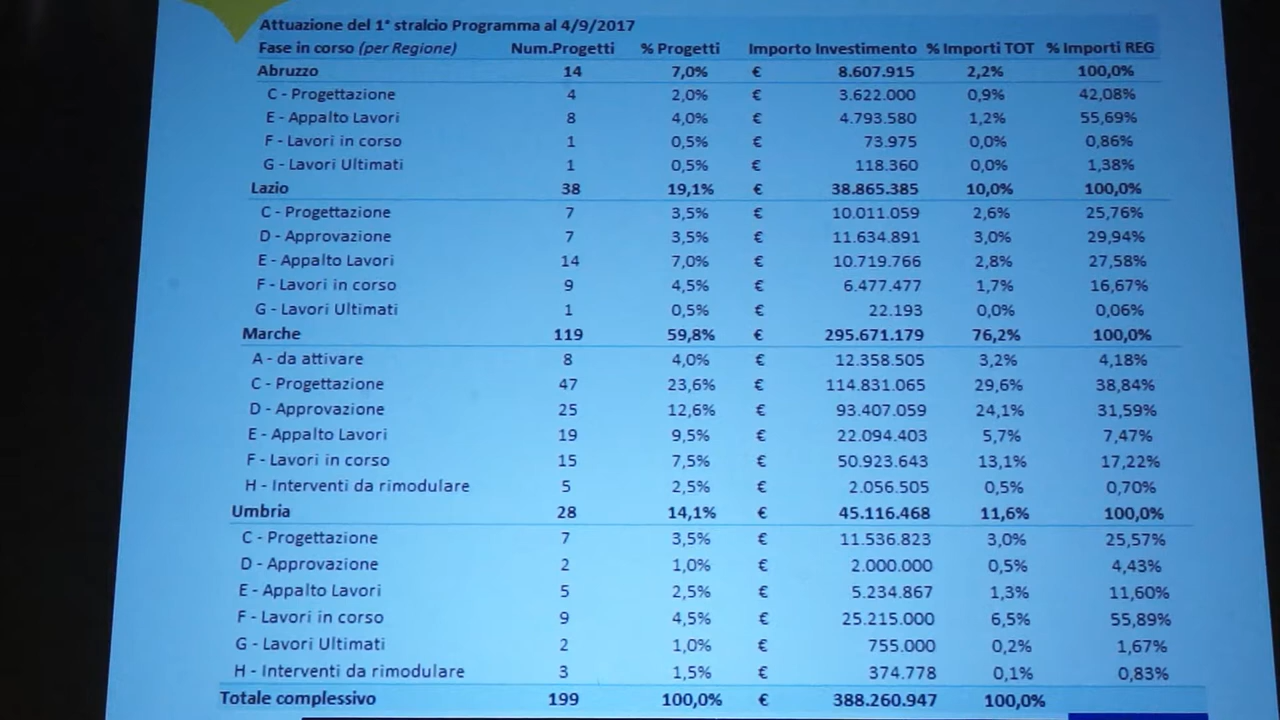 Attuazione del 1° stralcio Programma al 4/9/2017
Fase in corso (per Regione) Num.Progetti % Progetti Importo Investimento % Importi TOT % Importi REG
Abruzzo 14 7,0% € 8.607.915 2,2% 100,0%
C - Progettazione 4 2,0% € 3.622.000 0,9% 42,08%
E - Appalto Lavori 8 4,0% € 4.793.580 1,2% 55,69%
F - Lavori in corso 1 0,5% € 73.975 0,0% 0,86%
G - Lavori Ultimati 1 0,5% € 118.360 0,0% 1,38%
Lazio 38 19,1% € 38.865.385 10,0% 100,0%
C - Progettazione 7 3,5% € 10.011.059 2,6% 25,76%
D - Approvazione 7 3,5% € 11.634.891 3,0% 29,94%
E - Appalto Lavori 14 7,0% € 10.719.766 2,8% 27,58%
F - Lavori in corso 9 4,5% € 6.477.477 1,7% 16,67%
G - Lavori Ultimati 1 0,5% € 22.193 0,0% 0,06%
Marche 119 59,8% € 295.671.179 76,2% 100,0%
A - da attivare 8 4,0% € 12.358.505 3,2% 4,18%
C - Progettazione 47 23,6% € 114.831.065 29,6% 38,84%
D - Approvazione 25 12,6% € 93.407.059 24,1% 31,59%
E - Appalto Lavori 19 9,5% € 22.094.403 5,7% 7,47%
F - Lavori in corso 15 7,5% € 50.923.643 13,1% 17,22%
H - Interventi da rimodulare 5 2,5% € 2.056.505 0,5% 0,70%
Umbria 28 14,1% € 45.116.468 11,6% 100,0%
C - Progettazione 7 3,5% € 11.536.823 3,0% 25,57%
D - Approvazione 2 1,0% € 2.000.000 0,5% 4,43%
E - Appalto Lavori 5 2,5% € 5.234.867 1,3% 11,60%
F - Lavori in corso 9 4,5% € 25.215.000 6,5% 55,89%
G - Lavori Ultimati 2 1,0% € 755.000 0,2% 1,67%
H - Interventi da rimodulare 3 1,5% € 374.778 0,1% 0,83%
Totale complessivo 199 100,0% € 388.260.947 100,0%